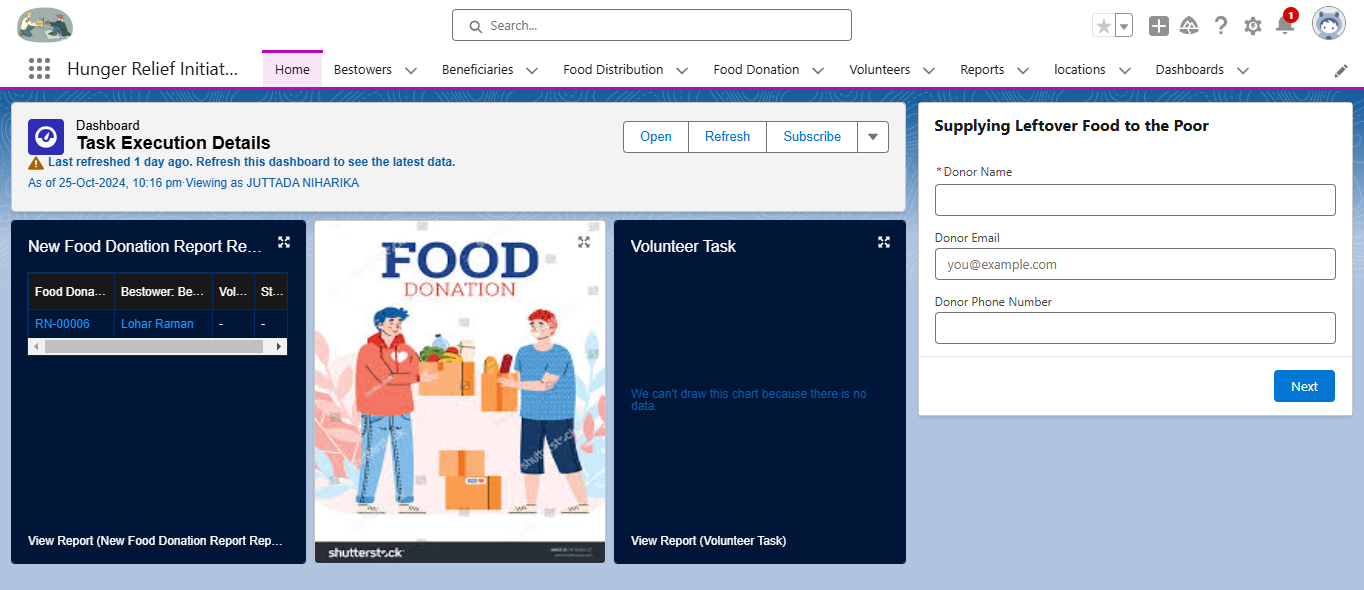 Search...
1
Hunger Relief Initiat...
Home
Bestowers
Beneficiaries
Food Distribution
Food Donation
Volunteers
Reports
locations
Dashboards
Dashboard
Task Execution Details
Last refreshed 1 day ago. Refresh this dashboard to see the latest data.
As of 25-Oct-2024, 10:16 pm·Viewing as JUTTADA NIHARIKA
Open
Refresh
Subscribe
New Food Donation Report Re...
Food Dona... Bestower: Be... Vol... St...
RN-00006 Lohar Raman - -
View Report (New Food Donation Report Rep...
FOOD
DONATION
shutterstock
shutterstock
shutterstock
shutterstock
Volunteer Task
We can't draw this chart because there is no
data.
View Report (Volunteer Task)
Supplying Leftover Food to the Poor
*Donor Name
Donor Email
you@example.com
Donor Phone Number
Next